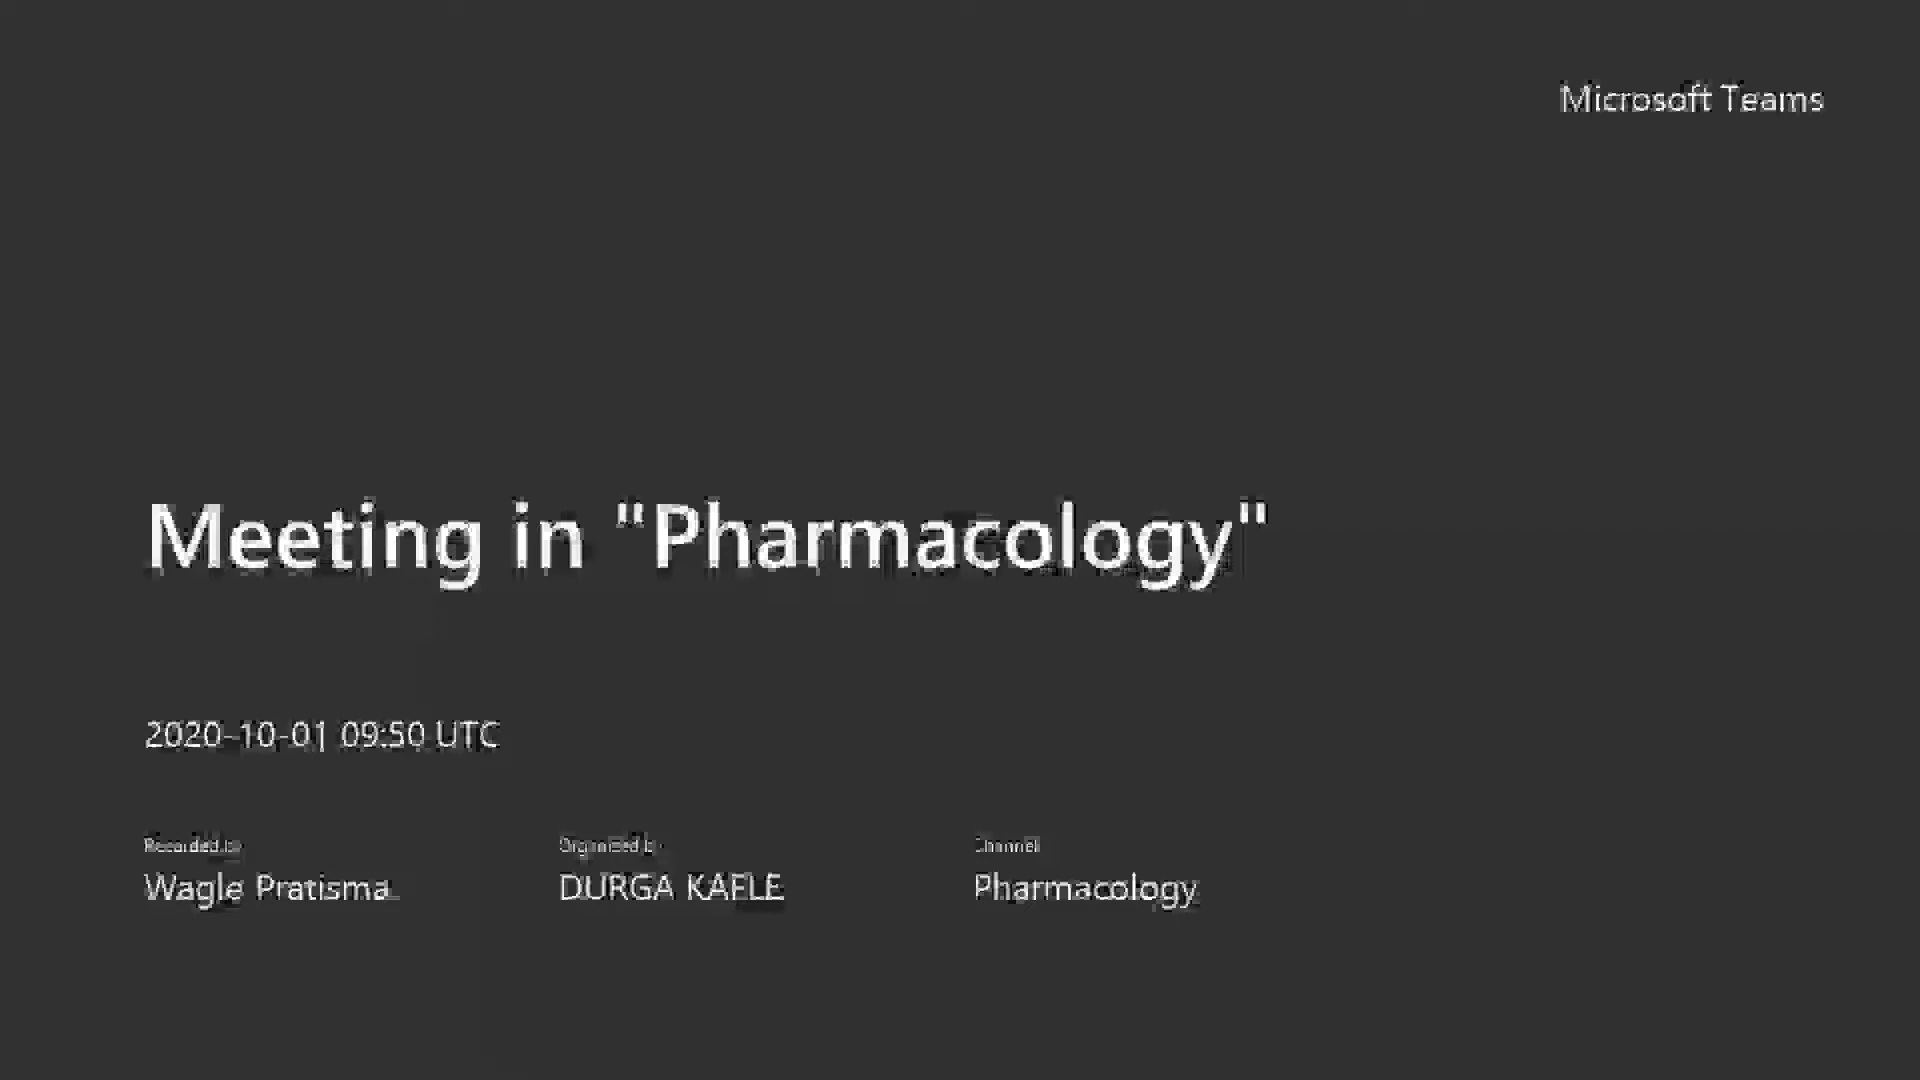 Microsoft Teams
Meeting in "Pharmacology"
2020-10-01 09:50 UTC
Recorded by
Organized by
Channel
Wagle Pratisma
DURGA KAFLE
Pharmacology